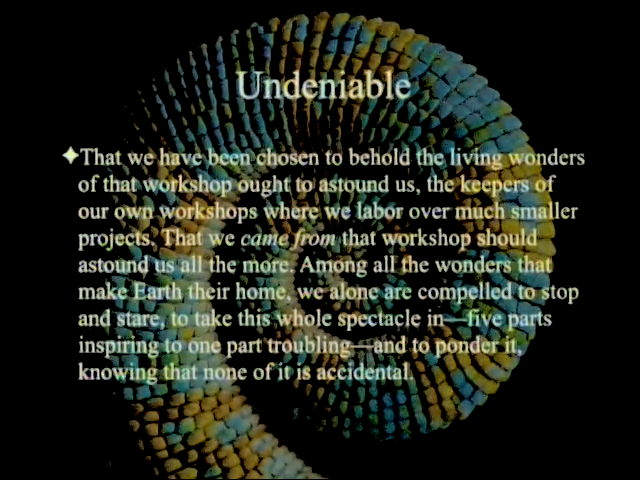 Undeniable
✦That we have been chosen to behold the living wonders
of that workshop ought to astound us, the keepers of
our own workshops where we labor over much smaller
projects. That we came from that workshop should
astound us all the more. Among all the wonders that
make Earth their home, we alone are compelled to stop
and stare, to take this whole spectacle in—five parts
inspiring to one part troubling—and to ponder it,
knowing that none of it is accidental.